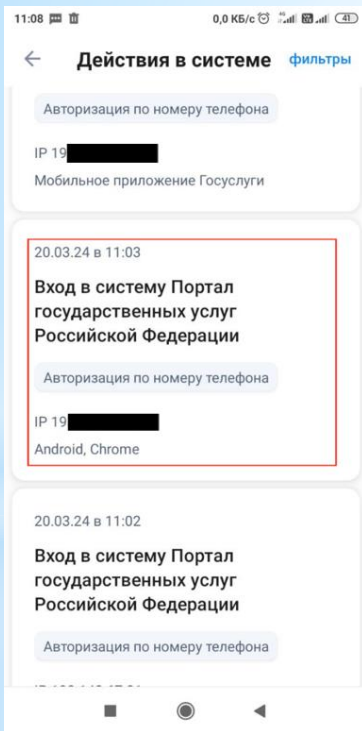 11:08 0,0 КБ/с 41
Действия в системе фильтры
Авторизация по номеру телефона
IP 19
Мобильное приложение Госуслуги
20.03.24 в 11:03
Вход в систему Портал
государственных услуг
Российской Федерации
Авторизация по номеру телефона
IP 19
Android, Chrome
20.03.24 в 11:02
Вход в систему Портал
государственных услуг
Российской Федерации
Авторизация по номеру телефона